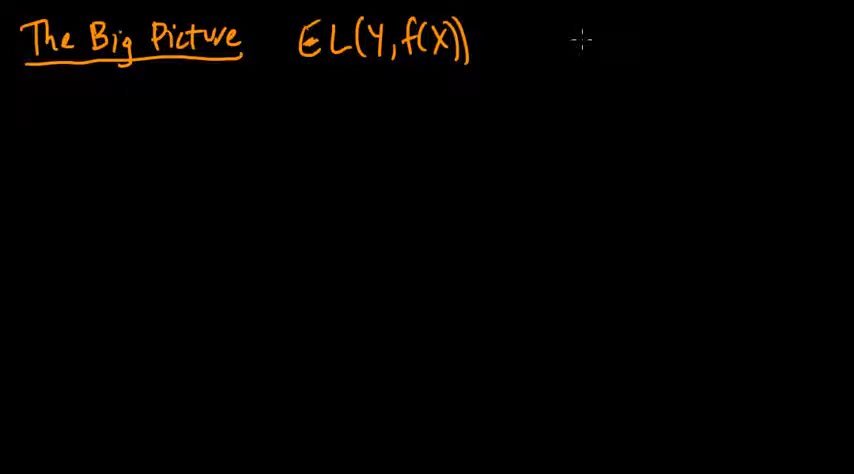 The Big Picture EL(Y, f(X))